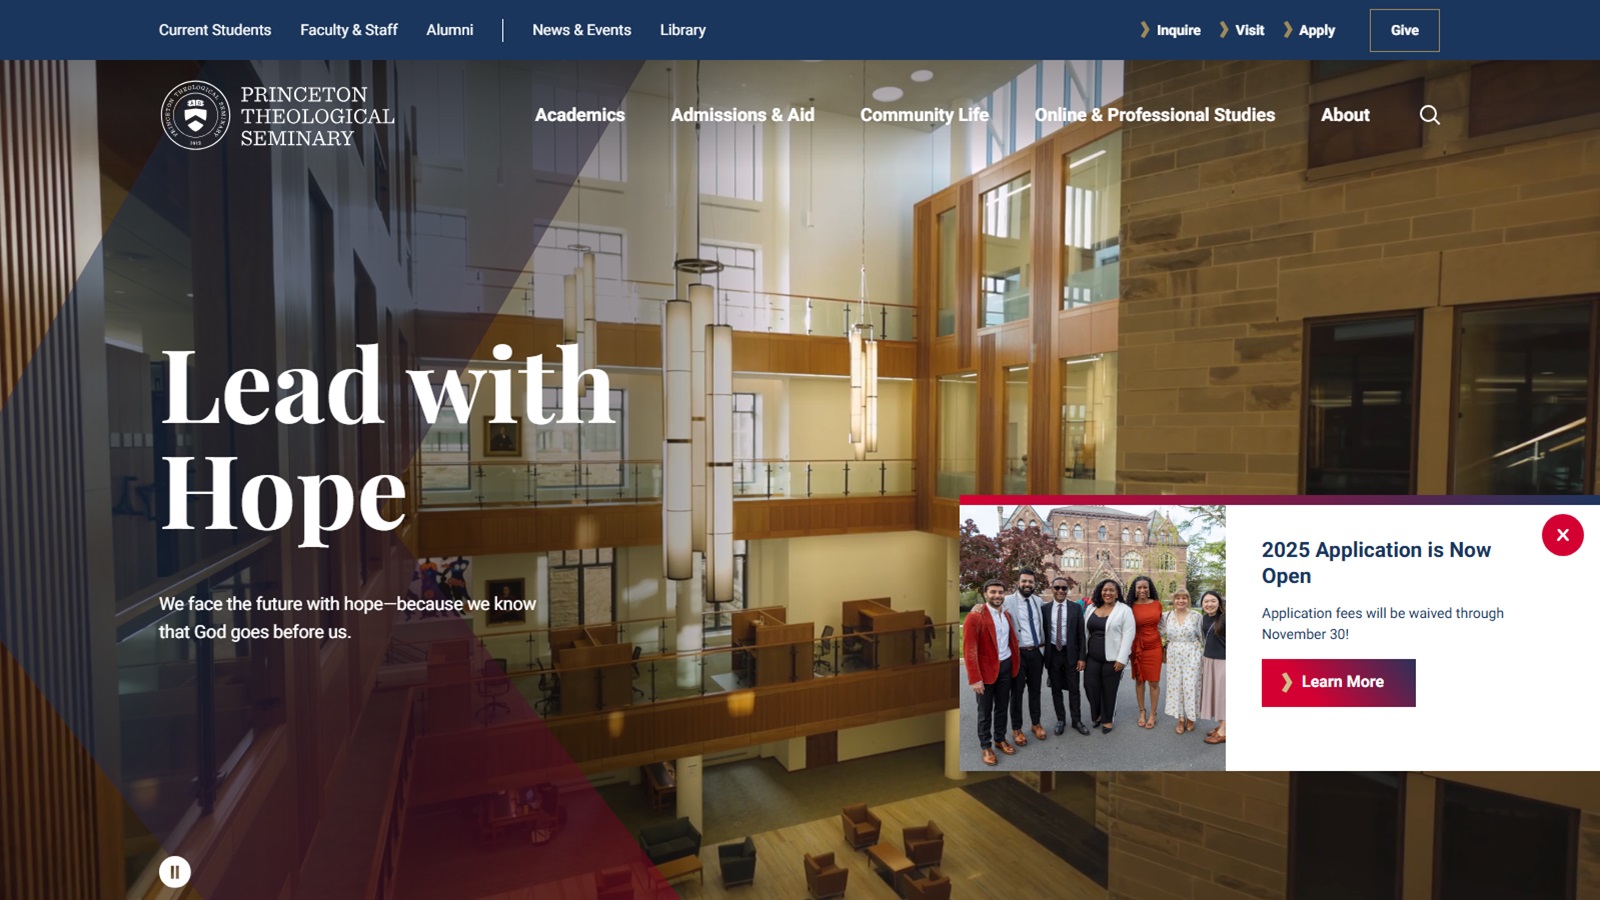 Current Students
Faculty & Staff
Alumni
News & Events
Library
Inquire
Visit
Apply
Give
PRINCETON
THEOLOGICAL
SEMINARY
Academics
Admissions & Aid
Community Life
Online & Professional Studies
About
Lead with
Hope
We face the future with hope—because we know
that God goes before us.
2025 Application is Now
Open
Application fees will be waived through
November 30!
Learn More